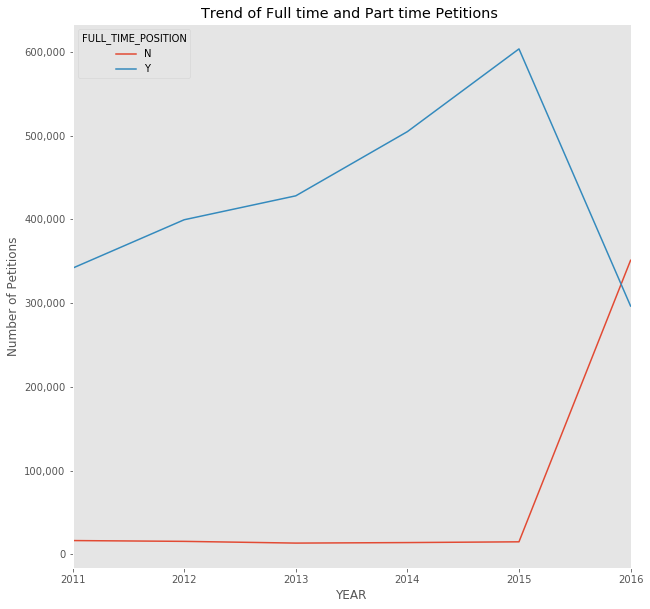 Trend of Full time and Part time Petitions
FULL_TIME_POSITION
N
Y
600,000
500,000
400,000
300,000
200,000
100,000
0
Number of Petitions
2011 2012 2013 2014 2015 2016
YEAR